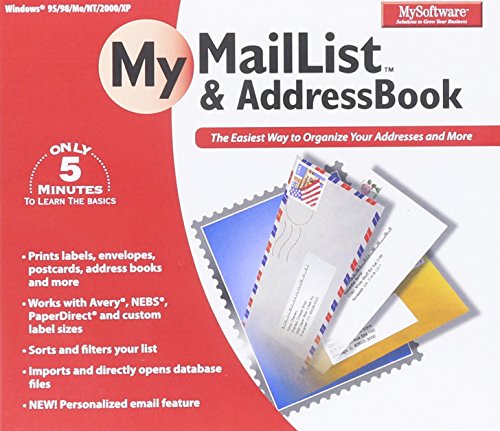 Windows® 95/98/Me/NT/2000/XP
MySoftware™
Solutions to Grow Your Business
My MailList™
& AddressBook
The Easiest Way to Organize Your Addresses and More
ONLY
5
MINUTES
TO LEARN THE BASICS
• Prints labels, envelopes,
postcards, address books
and more
• Works with Avery®, NEBS®,
PaperDirect® and custom
label sizes
• Sorts and filters your list
• Imports and directly opens database
files
• NEW! Personalized email feature